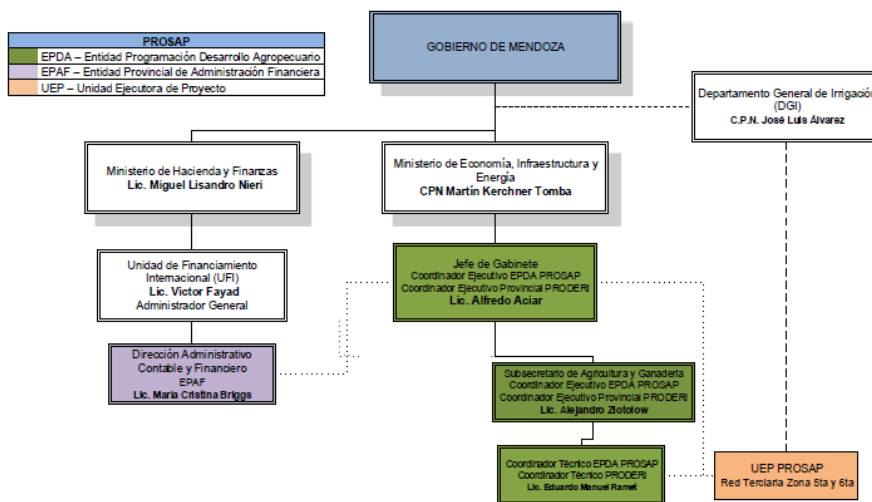 PROSAP
EPDA – Entidad Programación Desarrollo Agropecuario
EPAF – Entidad Provincial de Administración Financiera
UEP – Unidad Ejecutora de Proyecto
GOBIERNO DE MENDOZA
Departamento General de Irrigación
(DGI)
C.P.N. José Luis Álvarez
Ministerio de Hacienda y Finanzas
Lic. Miguel Lisandro Nieri
Ministerio de Economía, Infraestructura y
Energía
CPN Martín Kerchner Tomba
Unidad de Financiamiento
Internacional (UFI)
Lic. Victor Fayad
Administrador General
Jefe de Gabinete
Coordinador Ejecutivo EPDA PROSAP
Coordinador Ejecutivo Provincial PRODERI
Lic. Alfredo Aciar
Dirección Administrativo
Contable y Financiero
EPAF
Lic. Maria Cristina Briggs
Subsecretario de Agricultura y Ganadería
Coordinador Ejecutivo EPDA PROSAP
Coordinador Ejecutivo Provincial PRODERI
Lic. Alejandro Zlotolow
Coordinador Técnico EPDA PROSAP
Coordinador Técnico PRODERI
Lic. Eduardo Manuel Ramet
UEP PROSAP
Red Terciaria Zona 5ta y 6ta